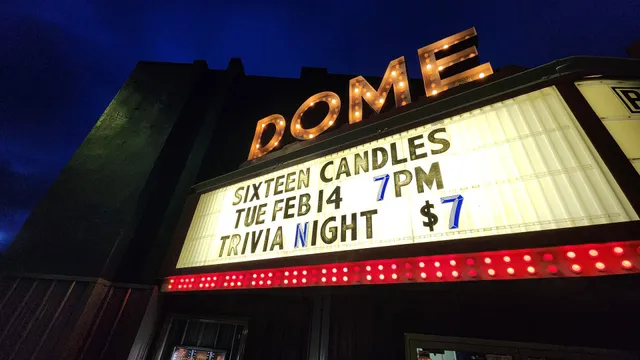 DOME
SIXTEEN CANDLES
TUE FEB 14 7PM
TRIVIA NIGHT $7